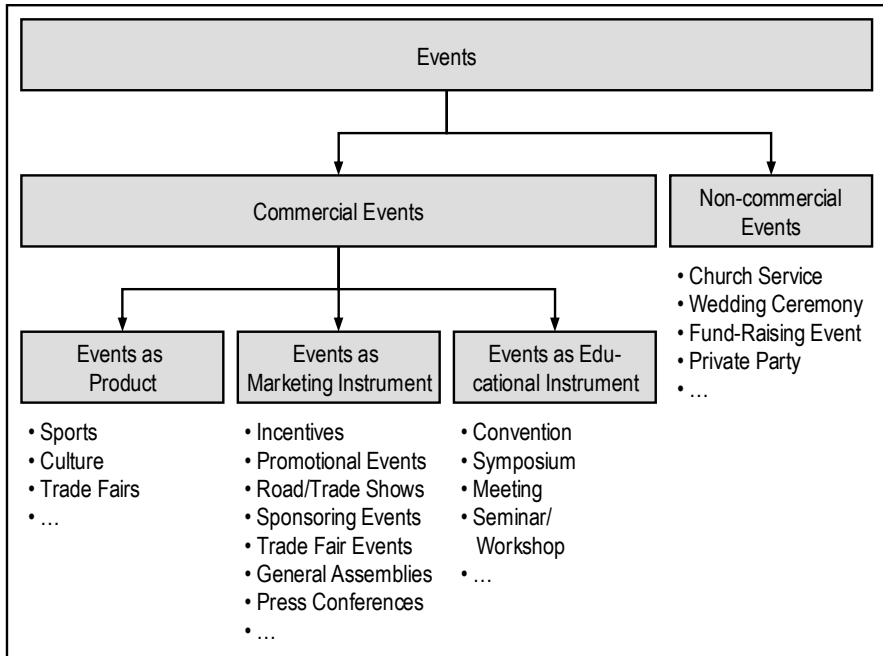 Events
Commercial Events
Non-commercial
Events
• Church Service
• Wedding Ceremony
• Fund-Raising Event
• Private Party
• …
Events as
Product
• Sports
• Culture
• Trade Fairs
• …
Events as
Marketing Instrument
• Incentives
• Promotional Events
• Road/Trade Shows
• Sponsoring Events
• Trade Fair Events
• General Assemblies
• Press Conferences
• …
Events as Edu-
cational Instrument
• Convention
• Symposium
• Meeting
• Seminar/
Workshop
• …